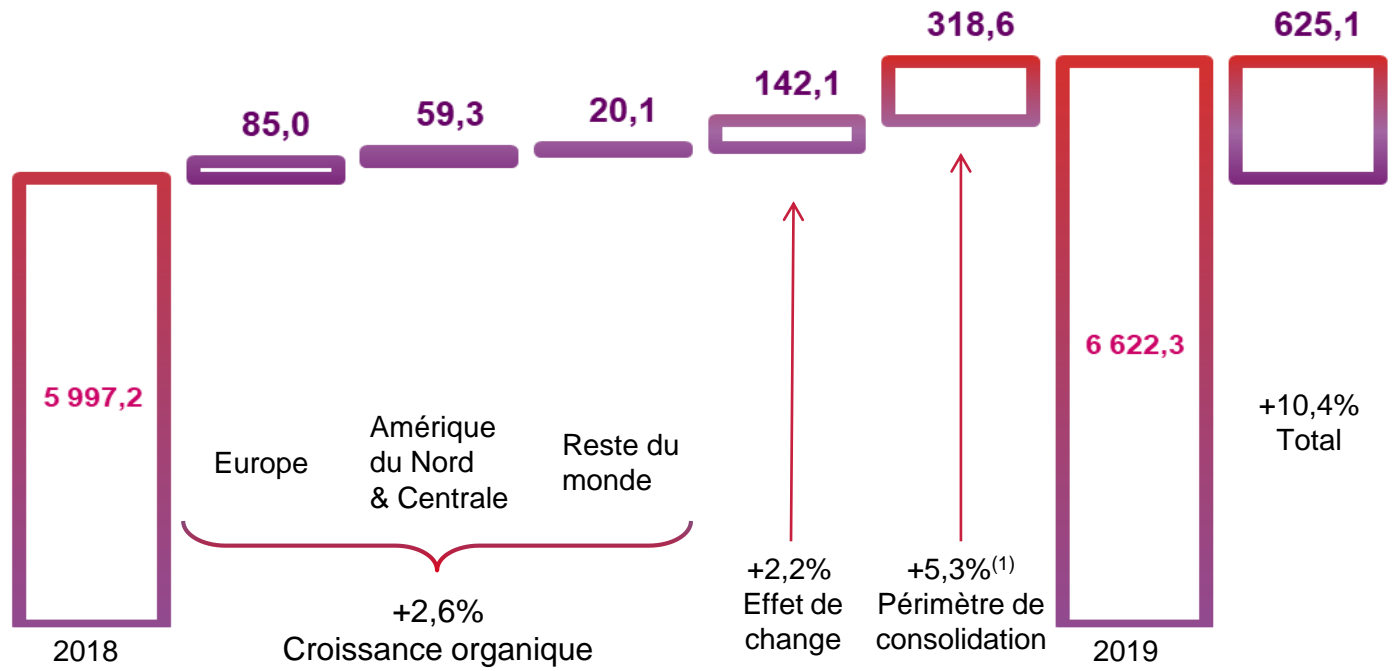 318,6
625,1
142,1
85,0
59,3
20,1
5 997,2
6 622,3
Europe
Amérique
du Nord
& Centrale
Reste du
monde
+10,4%
Total
+2,6%
Croissance organique
+2,2%
Effet de
change
+5,3%(1)
Périmètre de
consolidation
2018
2019